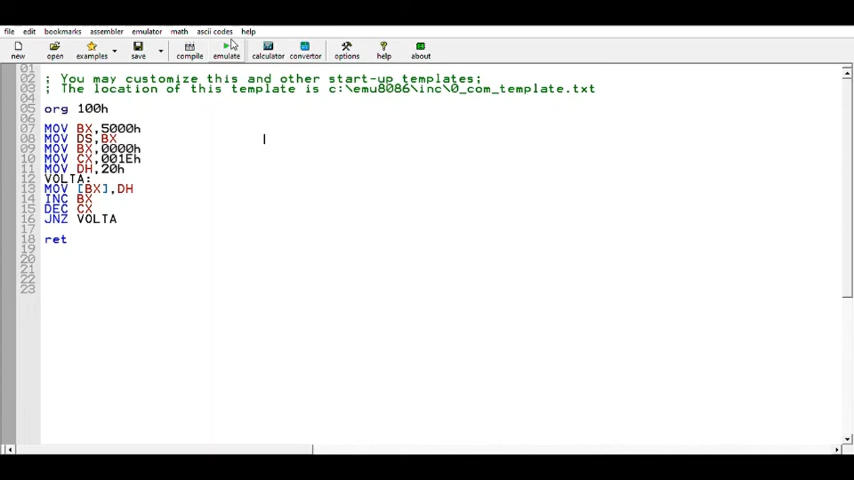 file edit bookmarks assembler emulator math ascii codes help
new open examples save compile emulate calculator convertor options help about
01
02 ; You may customize this and other start-up templates;
03 ; The location of this template is c:\emu8086\inc\0_com_template.txt
04
05 org 100h
06
07 MOV BX,5000h
08 MOV DS,BX
09 MOV BX,0000h
10 MOV CX,001Eh
11 MOV DH,20h
12 VOLTA:
13 MOV [BX],DH
14 INC BX
15 DEC CX
16 JNZ VOLTA
17
18 ret
19
20
21
22
23